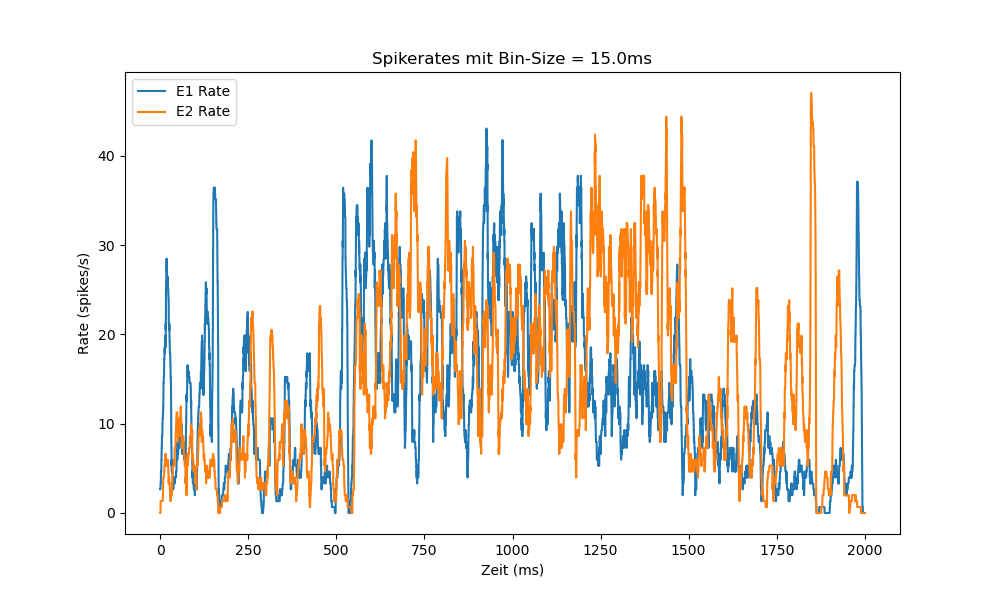 Spikerates mit Bin-Size = 15.0ms
E1 Rate
E2 Rate
Rate (spikes/s)
40
30
20
10
0
0 250 500 750 1000 1250 1500 1750 2000
Zeit (ms)